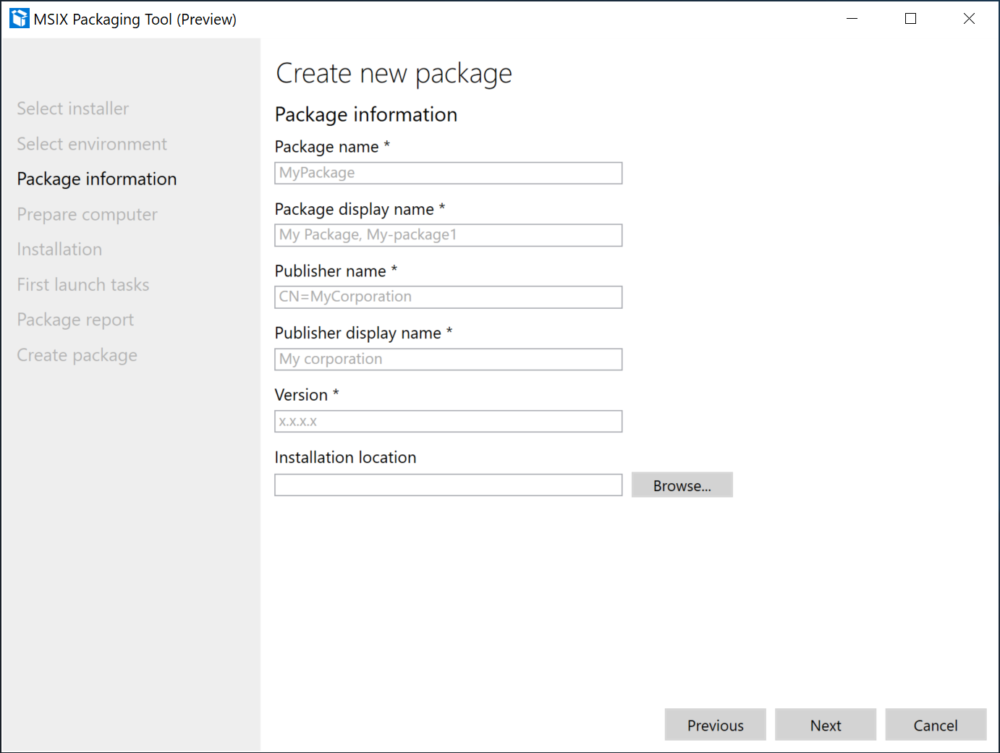 MSIX Packaging Tool (Preview)
Select installer
Select environment
Package information
Prepare computer
Installation
First launch tasks
Package report
Create package
Create new package
Package information
Package name *
MyPackage
Package display name *
My Package, My-package1
Publisher name *
CN=MyCorporation
Publisher display name *
My corporation
Version *
x.x.x.x
Installation location
Browse...
Previous
Next
Cancel